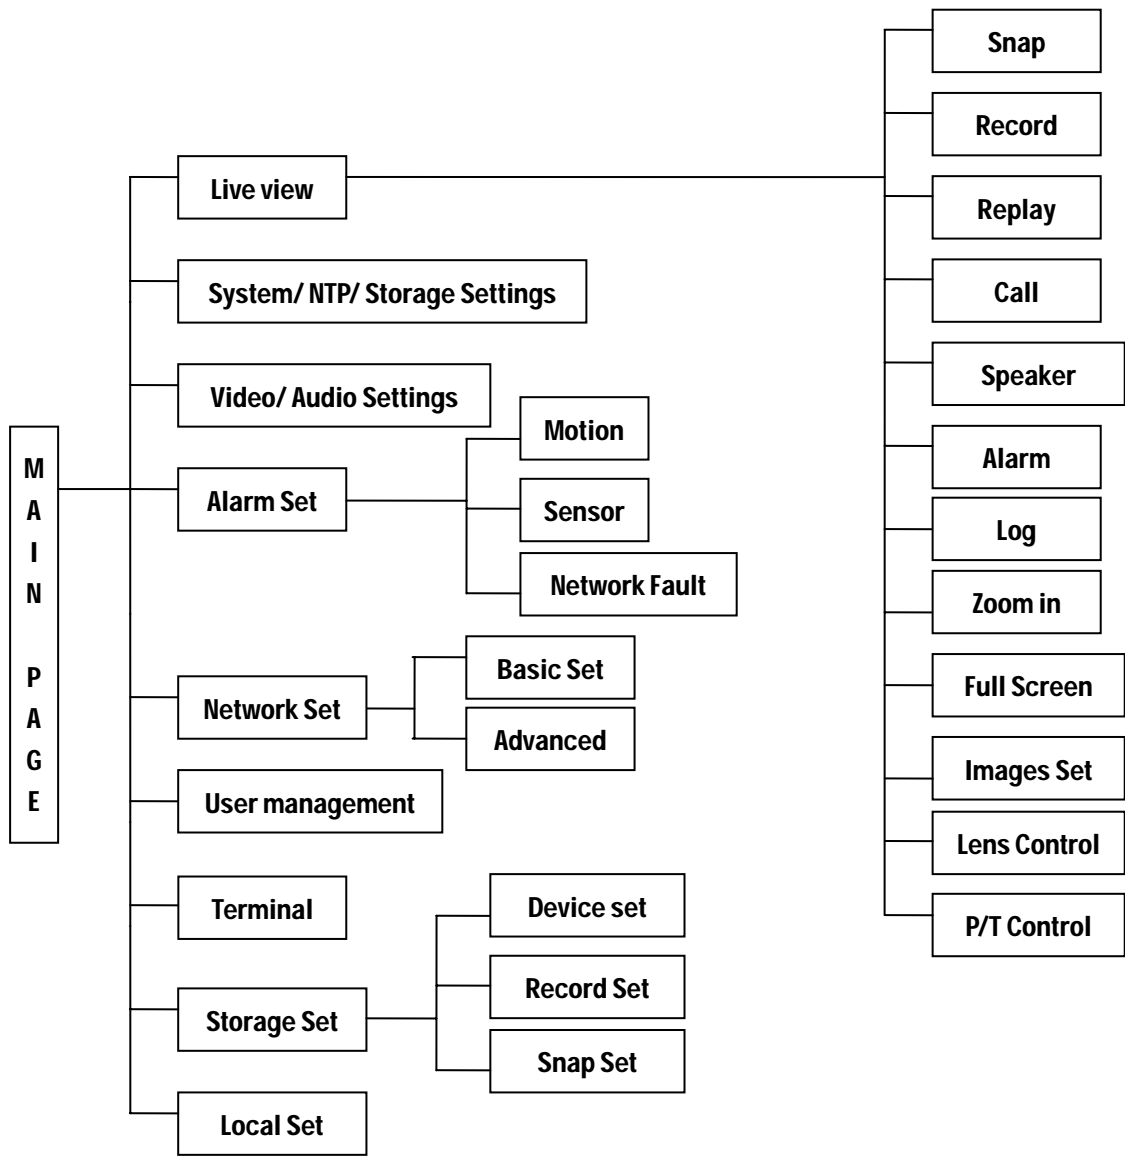 MAIN PAGE
Live view
Snap
Record
Replay
Call
Speaker
Alarm
Log
Zoom in
Full Screen
Images Set
Lens Control
P/T Control
System/ NTP/ Storage Settings
Video/ Audio Settings
Alarm Set
Motion
Sensor
Network Fault
Network Set
Basic Set
Advanced
User management
Terminal
Storage Set
Device set
Record Set
Snap Set
Local Set